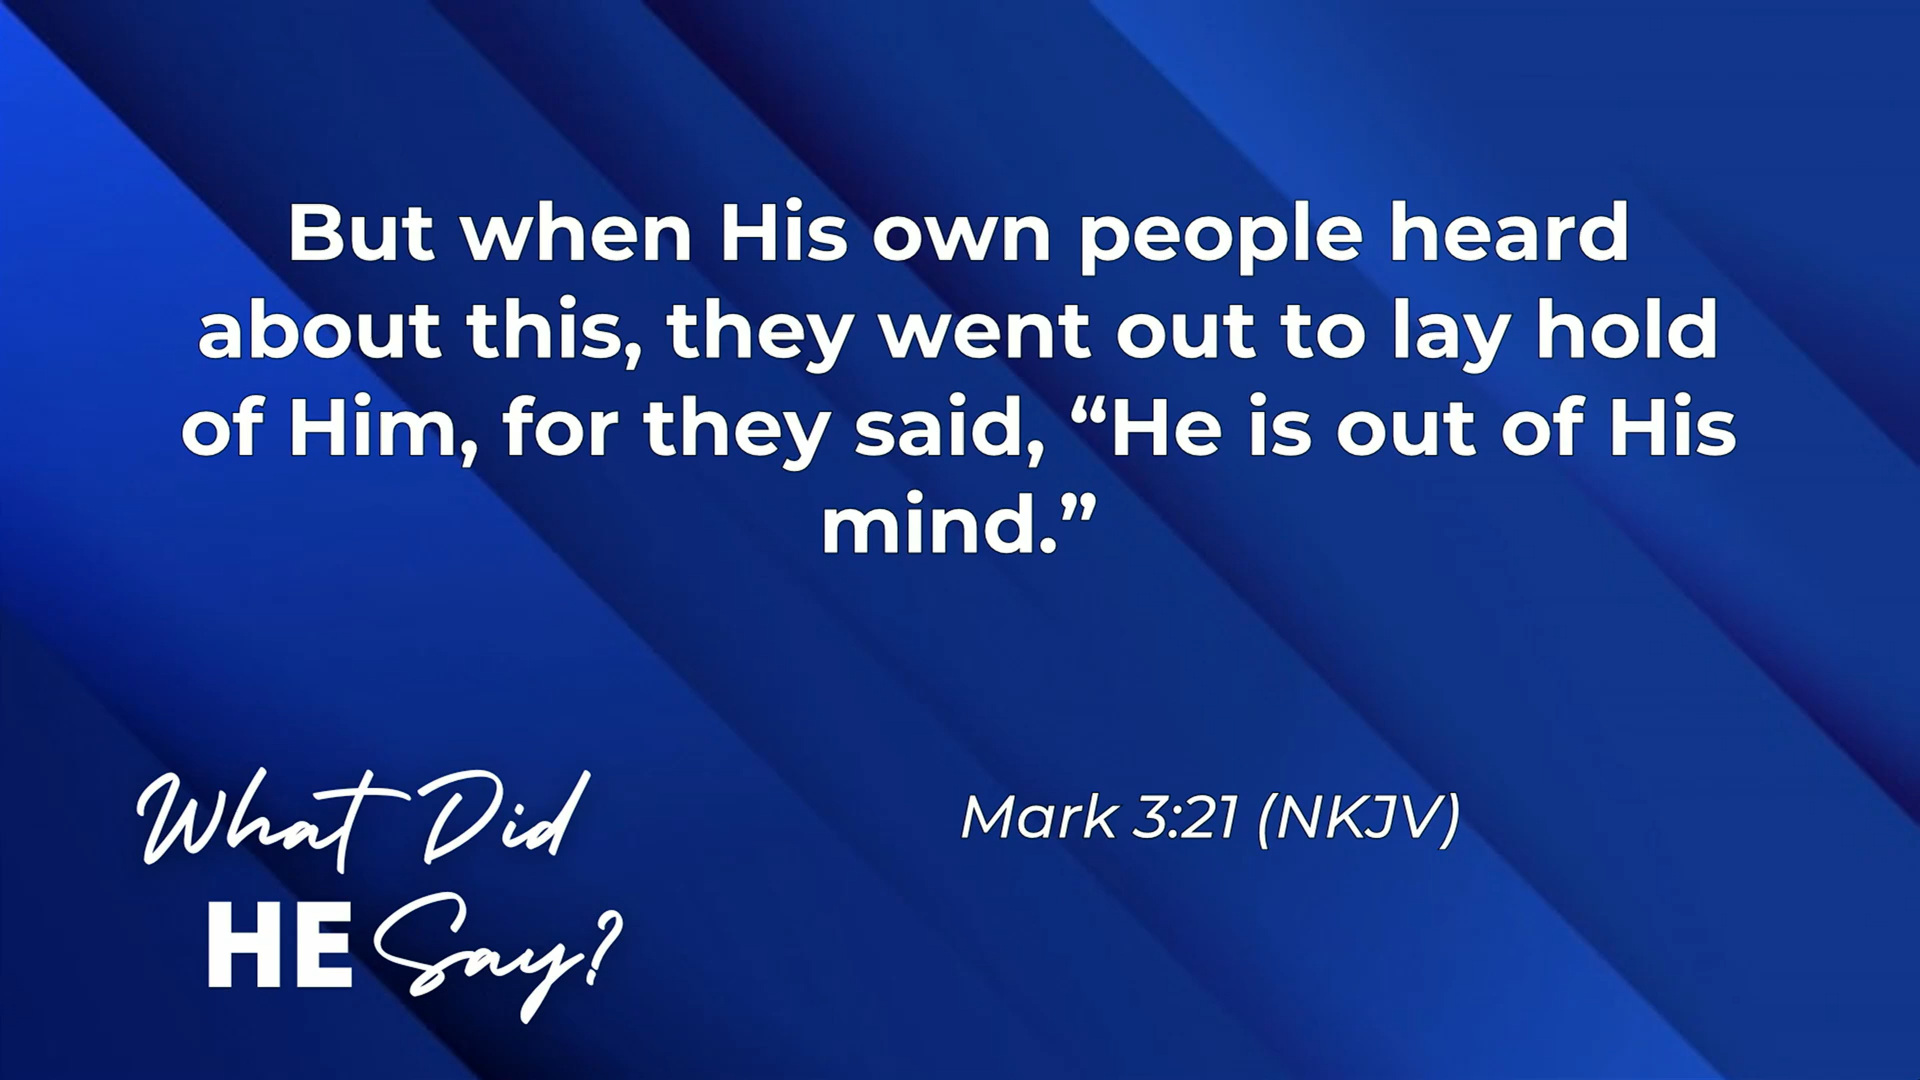 But when His own people heard
about this, they went out to lay hold
of Him, for they said, “He is out of His
mind.”
Mark 3:21 (NKJV)
What Did
HE Say?